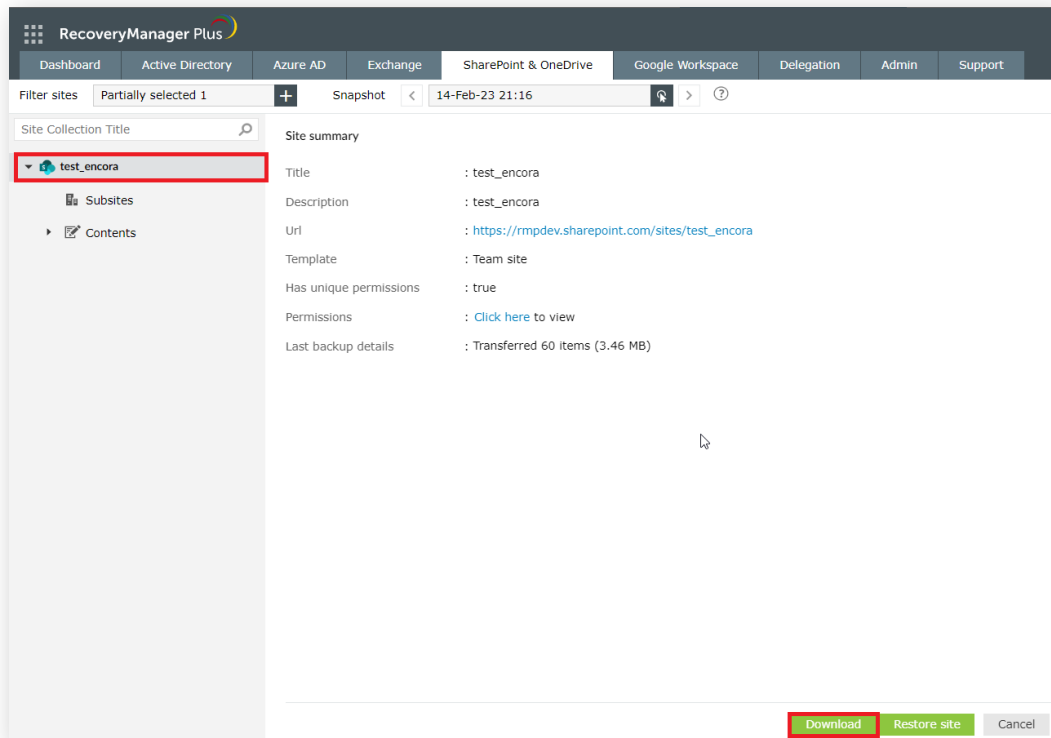 RecoveryManager Plus
Dashboard Active Directory Azure AD Exchange SharePoint & OneDrive Google Workspace Delegation Admin Support
Filter sites Partially selected 1 + Snapshot < 14-Feb-23 21:16 > ?
Site Collection Title
Site summary
test_encora
Title : test_encora
Subsites
Description : test_encora
Contents
Url : https://rmpdev.sharepoint.com/sites/test_encora
Template : Team site
Has unique permissions : true
Permissions : Click here to view
Last backup details : Transferred 60 items (3.46 MB)
Download Restore site Cancel